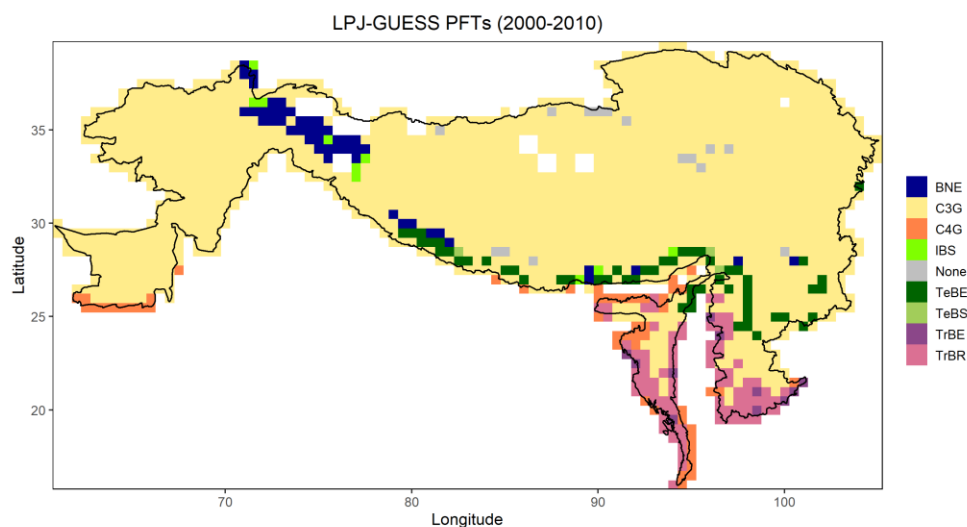 LPJ-GUESS PFTs (2000-2010)
35
30
25
20
Latitude
70
80
90
100
Longitude
BNE
C3G
C4G
IBS
None
TeBE
TeBS
TrBE
TrBR